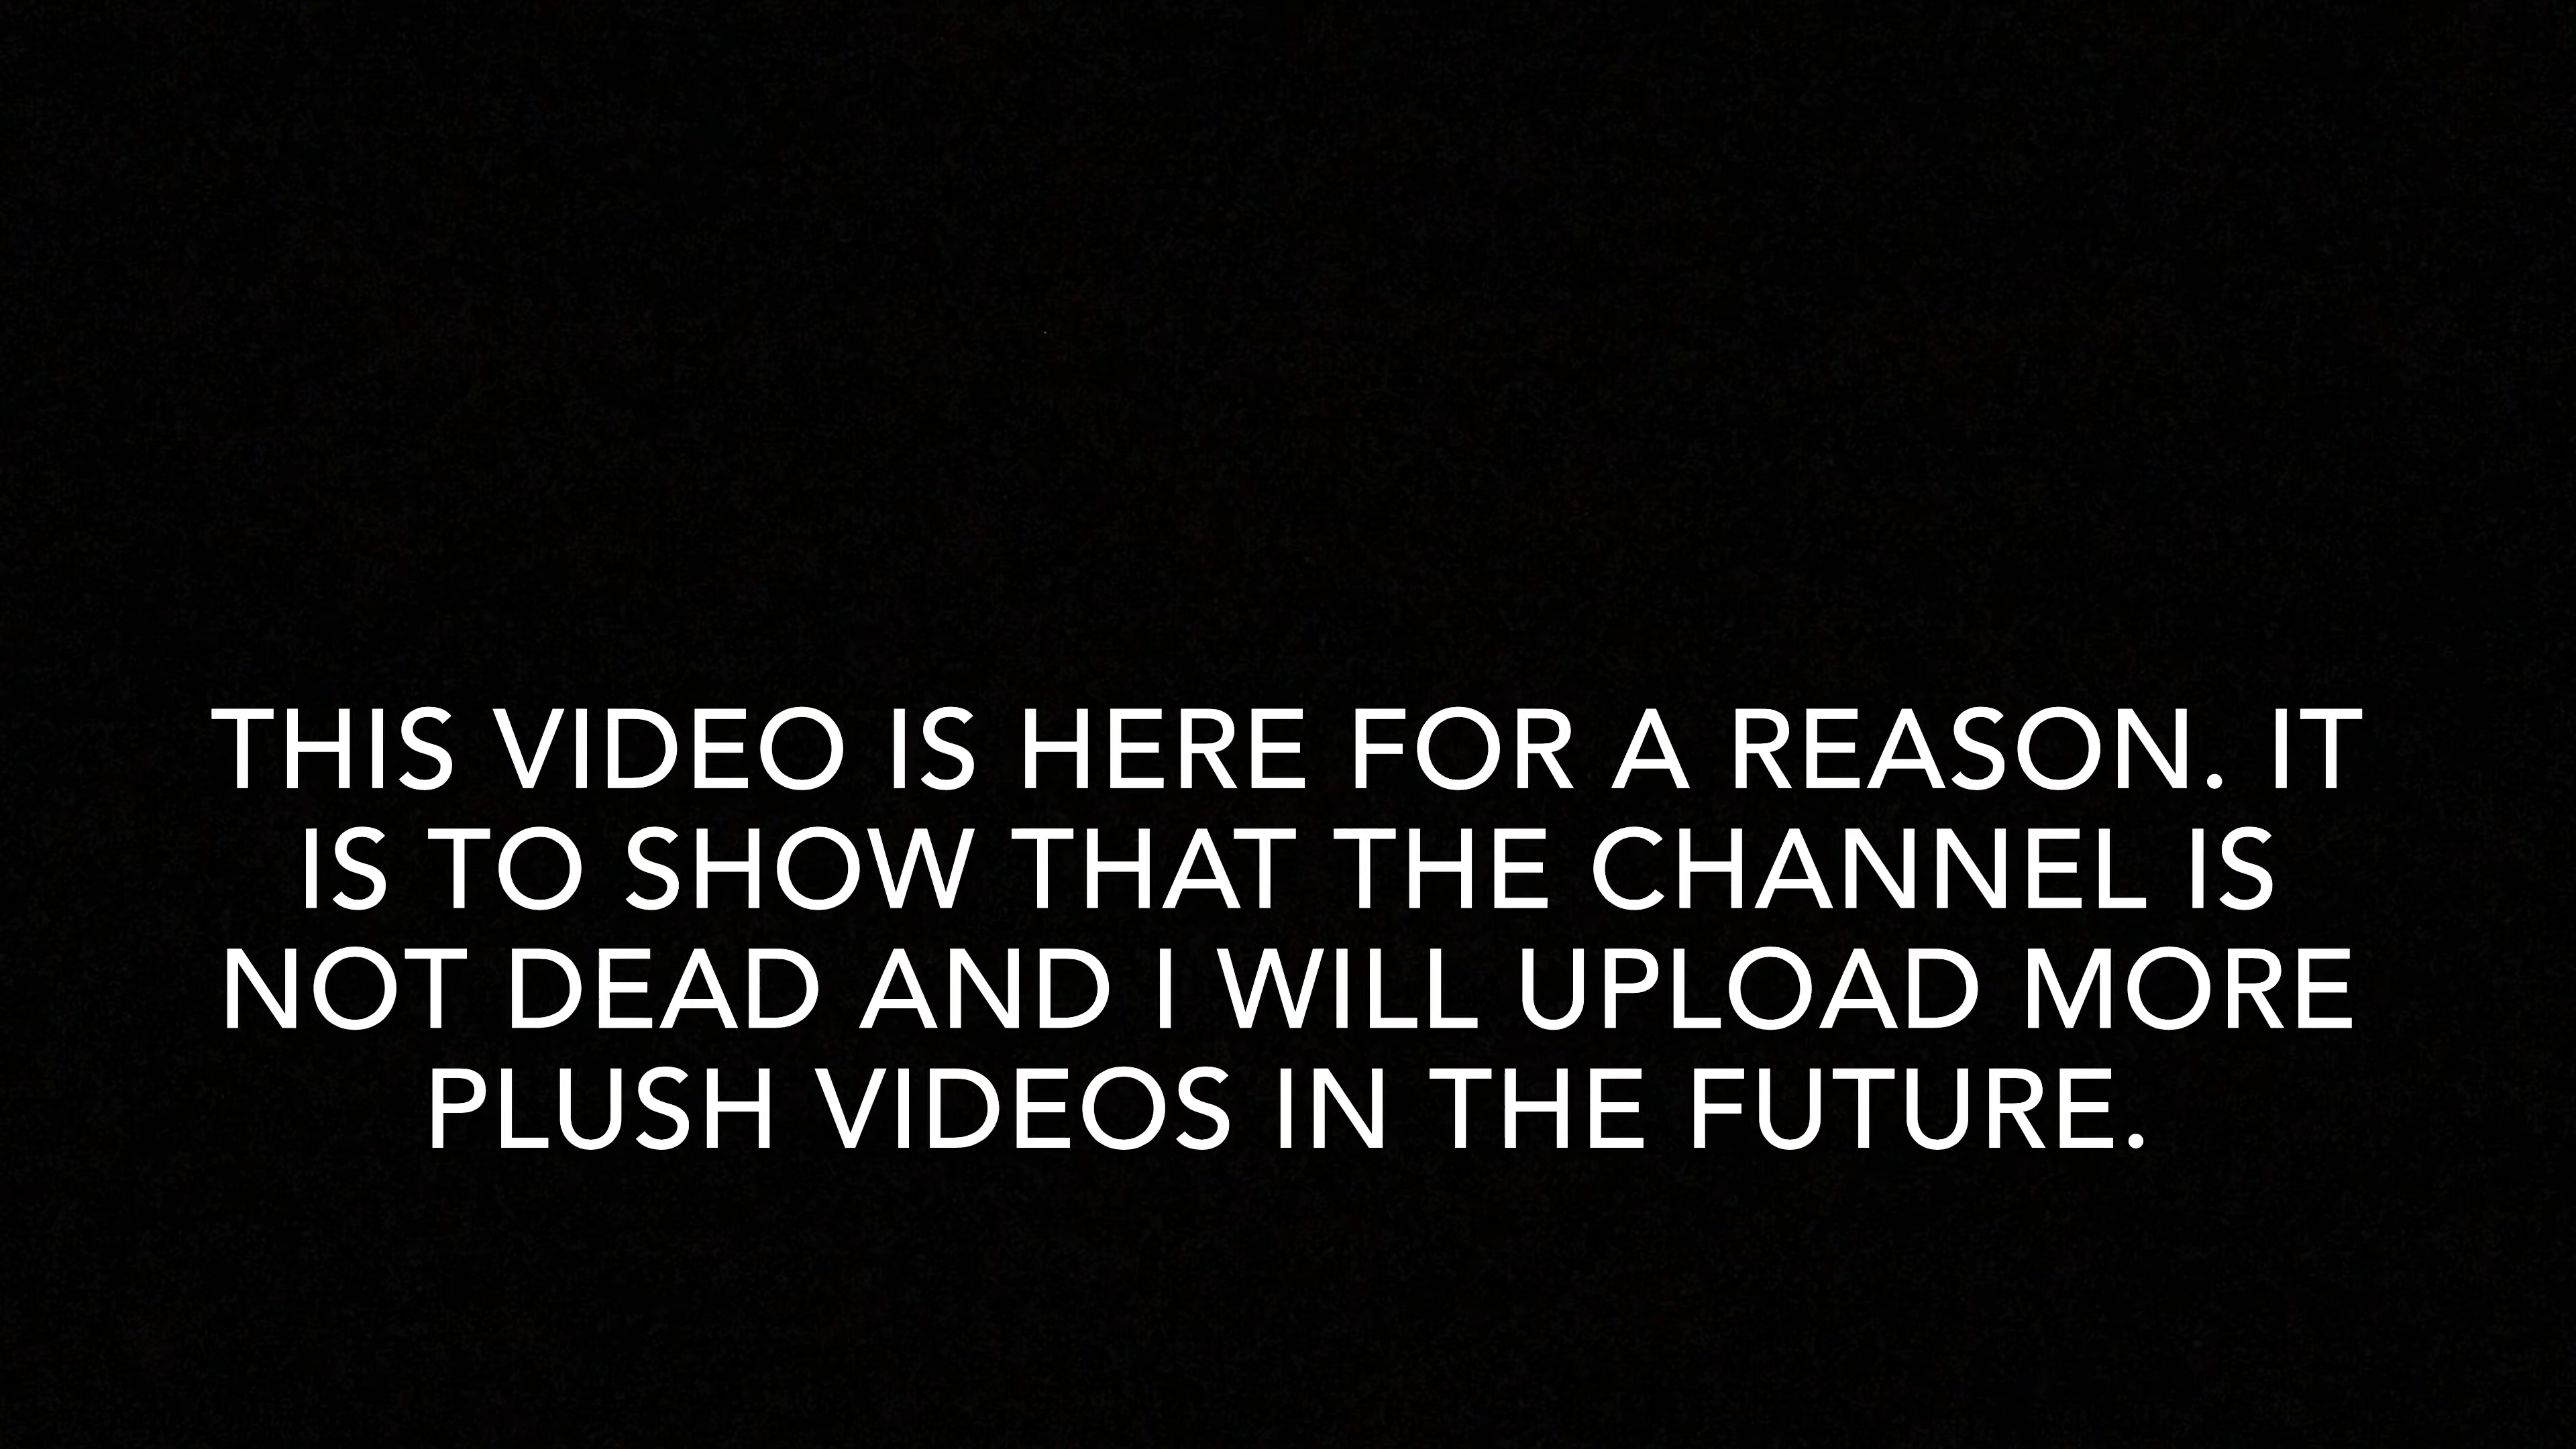 THIS VIDEO IS HERE FOR A REASON. IT
IS TO SHOW THAT THE CHANNEL IS
NOT DEAD AND I WILL UPLOAD MORE
PLUSH VIDEOS IN THE FUTURE.